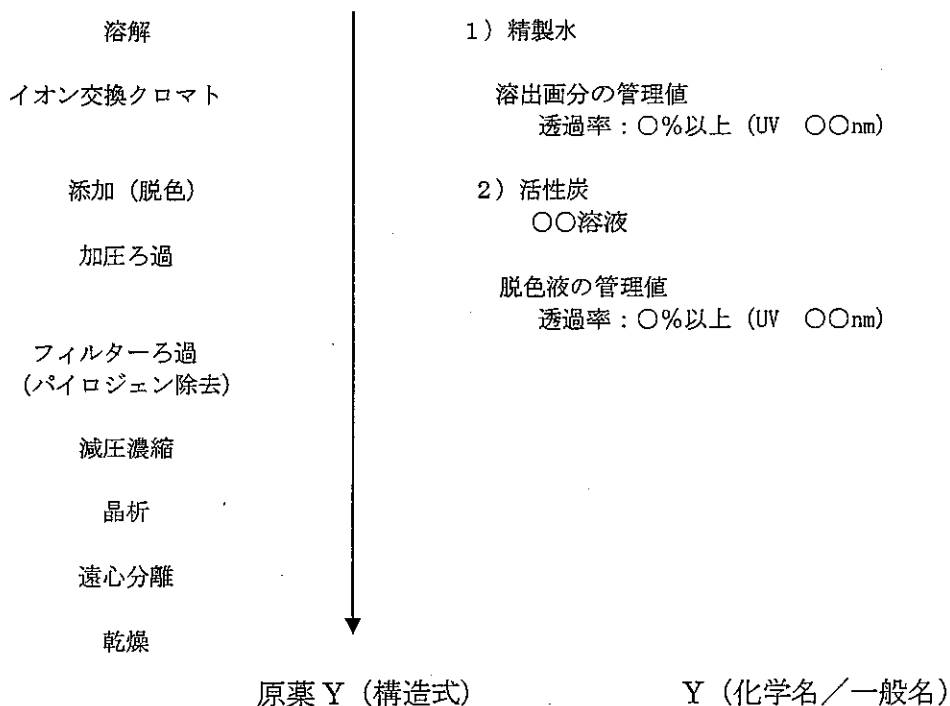 溶解 1）精製水
イオン交換クロマト 溶出画分の管理値
透過率：○％以上（UV ○○nm）
添加（脱色） 2）活性炭
○○溶液
加圧ろ過
脱色液の管理値
透過率：○％以上（UV ○○nm）
フィルターろ過
（パイロジェン除去）
減圧濃縮
晶析
遠心分離
乾燥
原薬Y（構造式） Y（化学名／一般名）